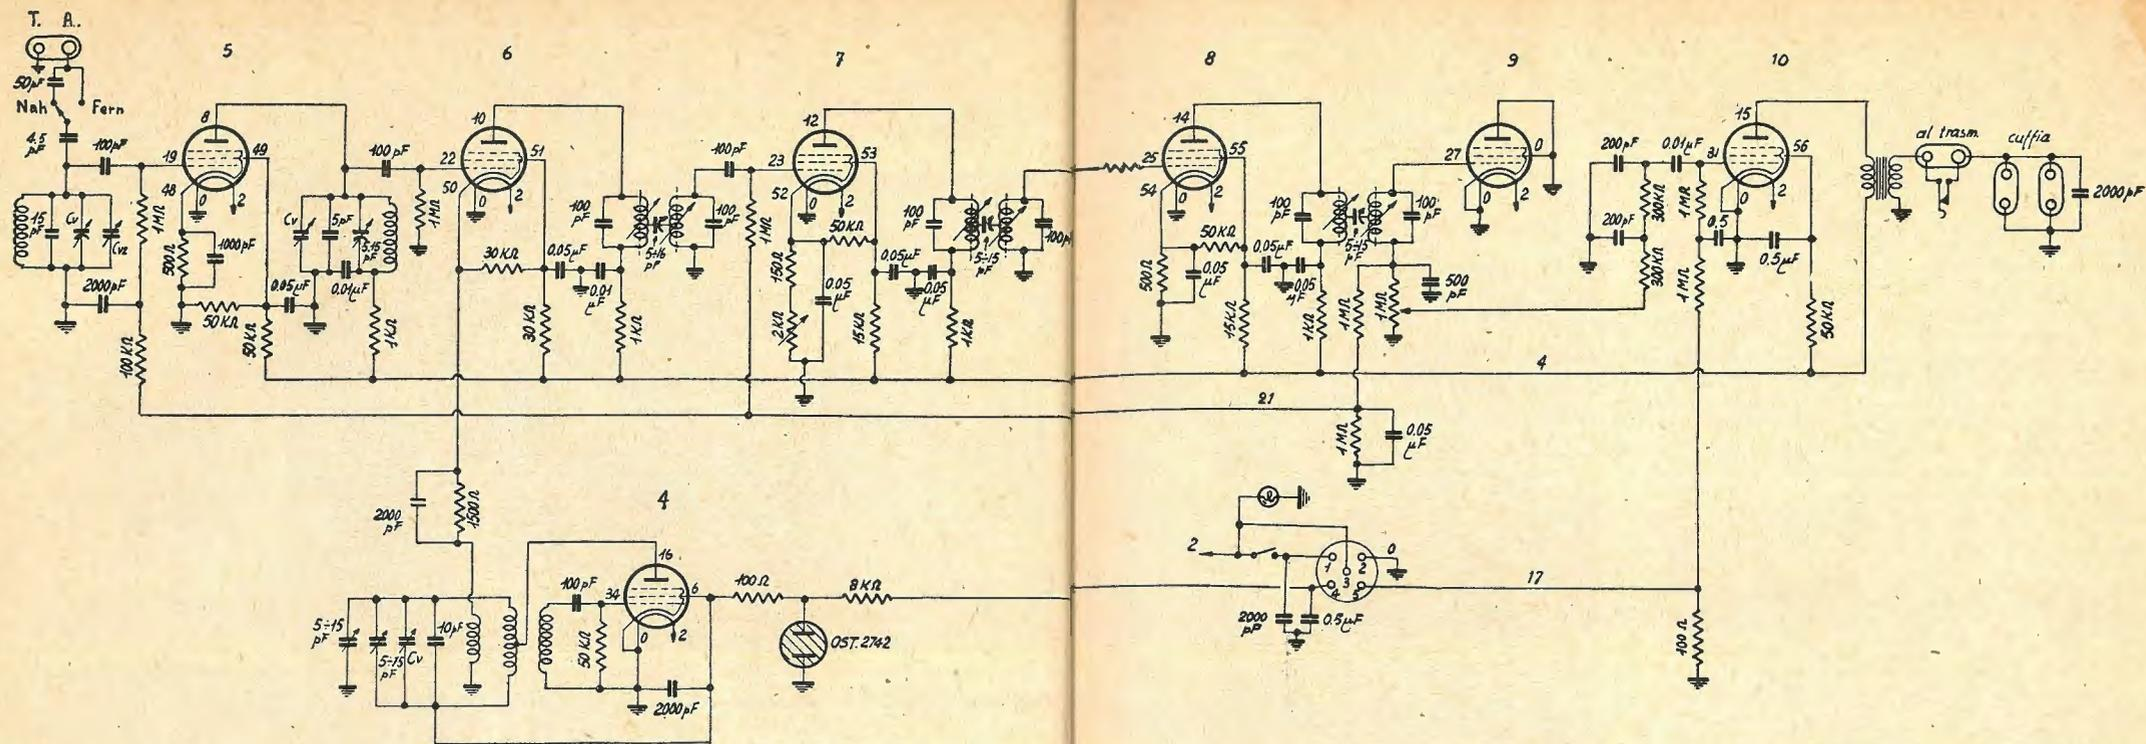 T. A.
5
6
7
8
9
10
50pF
Nah Fern
4.5 pF
100pF
8
19
49
48
0
2
15 pF
Cv
Cv2
1MΩ
500Ω
1000pF
2000pF
50KΩ
0.05µF
100KΩ
50KΩ
Cv
5pF
5÷15 pF
0.01µF
1KΩ
100pF
10
22
51
50
0
2
1MΩ
30KΩ
0.05µF
0.01 µF
30KΩ
1KΩ
100 pF
5÷16 pF
100 pF
100pF
12
23
53
52
0
2
1MΩ
50KΩ
150Ω
0.05 µF
2KΩ
0.05µF
0.05 µF
15KΩ
1KΩ
100 pF
5÷15 pF
100p
14
25
55
54
0
2
500Ω
50KΩ
0.05 µF
0.05µF
0.05 µF
15KΩ
1KΩ
100 pF
5÷15 pF
100 pF
1MΩ
1MΩ
500 pF
27
0
0
2
200pF
200pF
300KΩ
300KΩ
0.01µF
15
31
56
0
2
1MΩ
0.5
0.5µF
1MΩ
50KΩ
al trasm.
cuffia
2000pF
4
21
1MΩ
0.05 µF
2000 pF
1500Ω
4
16
34
6
0
2
100pF
50KΩ
2000pF
100Ω
8KΩ
OST.2742
5÷15 pF
5÷15 pF
Cv
10pF
2
1
2
3
4
5
0
2000 pF
0.5µF
17
100Ω